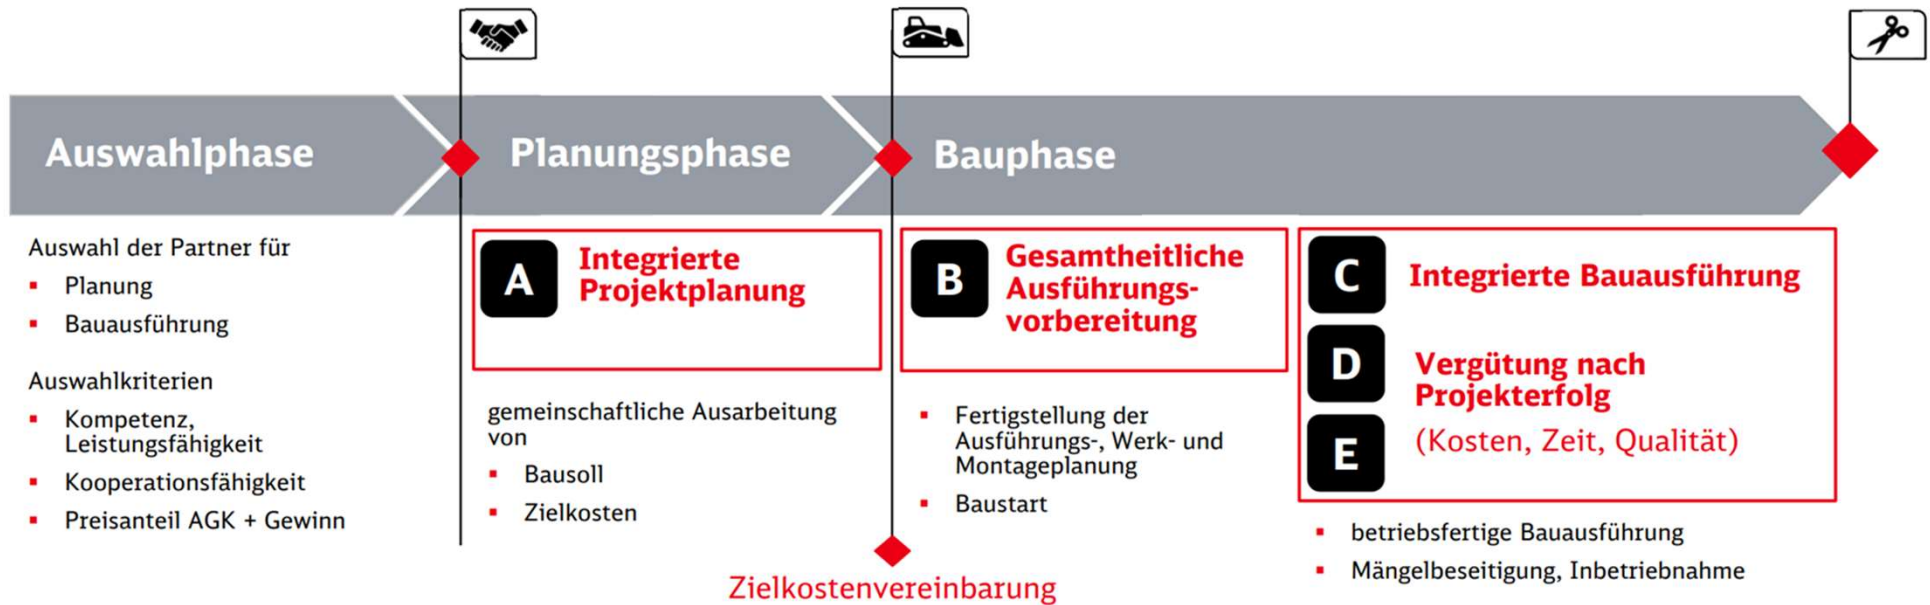 Auswahlphase
Planungsphase
Bauphase
Auswahl der Partner für
▪ Planung
▪ Bauausführung
Auswahlkriterien
▪ Kompetenz,
Leistungsfähigkeit
▪ Kooperationsfähigkeit
▪ Preisanteil AGK + Gewinn
A
Integrierte
Projektplanung
gemeinschaftliche Ausarbeitung
von
▪ Bausoll
▪ Zielkosten
B
Gesamtheitliche
Ausführungs-
vorbereitung
▪ Fertigstellung der
Ausführungs-, Werk- und
Montageplanung
▪ Baustart
Zielkostenvereinbarung
C
Integrierte Bauausführung
D
Vergütung nach
Projekterfolg
E
(Kosten, Zeit, Qualität)
▪ betriebsfertige Bauausführung
▪ Mängelbeseitigung, Inbetriebnahme